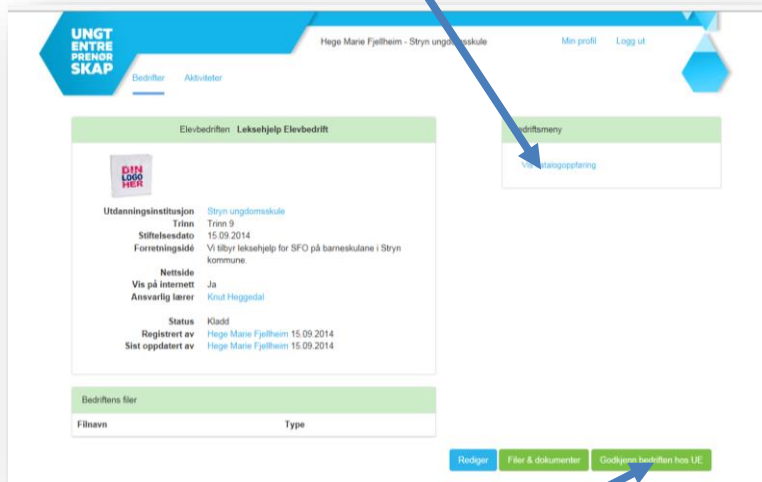 UNGT
ENTRE
PRENØR
SKAP
Hege Marie Fjellheim - Stryn ungdomsskule
Min profil Logg ut
Bedrifter Aktiviteter
Elevbedriften Leksehjelp Elevbedrift
DIN
LOGO
HER
Utdanningsinstitusjon Stryn ungdomsskule
Trinn Trinn 9
Stiftelsesdato 15.09.2014
Forretningsidé Vi tilbyr leksehjelp for SFO på barneskulane i Stryn
kommune.
Nettside
Vis på internett Ja
Ansvarlig lærer Knut Heggedal
Status Kladd
Registrert av Hege Marie Fjellheim 15.09.2014
Sist oppdatert av Hege Marie Fjellheim 15.09.2014
Bedriftsmeny
Vis katalogoppføring
Bedriftens filer
Filnavn Type
Rediger Filer & dokumenter Godkjenn bedriften hos UE